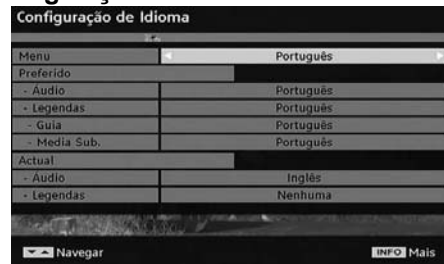 Configuração de Idioma
Menu Português
Preferido
- Áudio Português
- Legendas Português
- Guia Português
- Media Sub. Português
Actual
- Áudio Inglês
- Legendas Nenhuma
Navegar INFO Mais